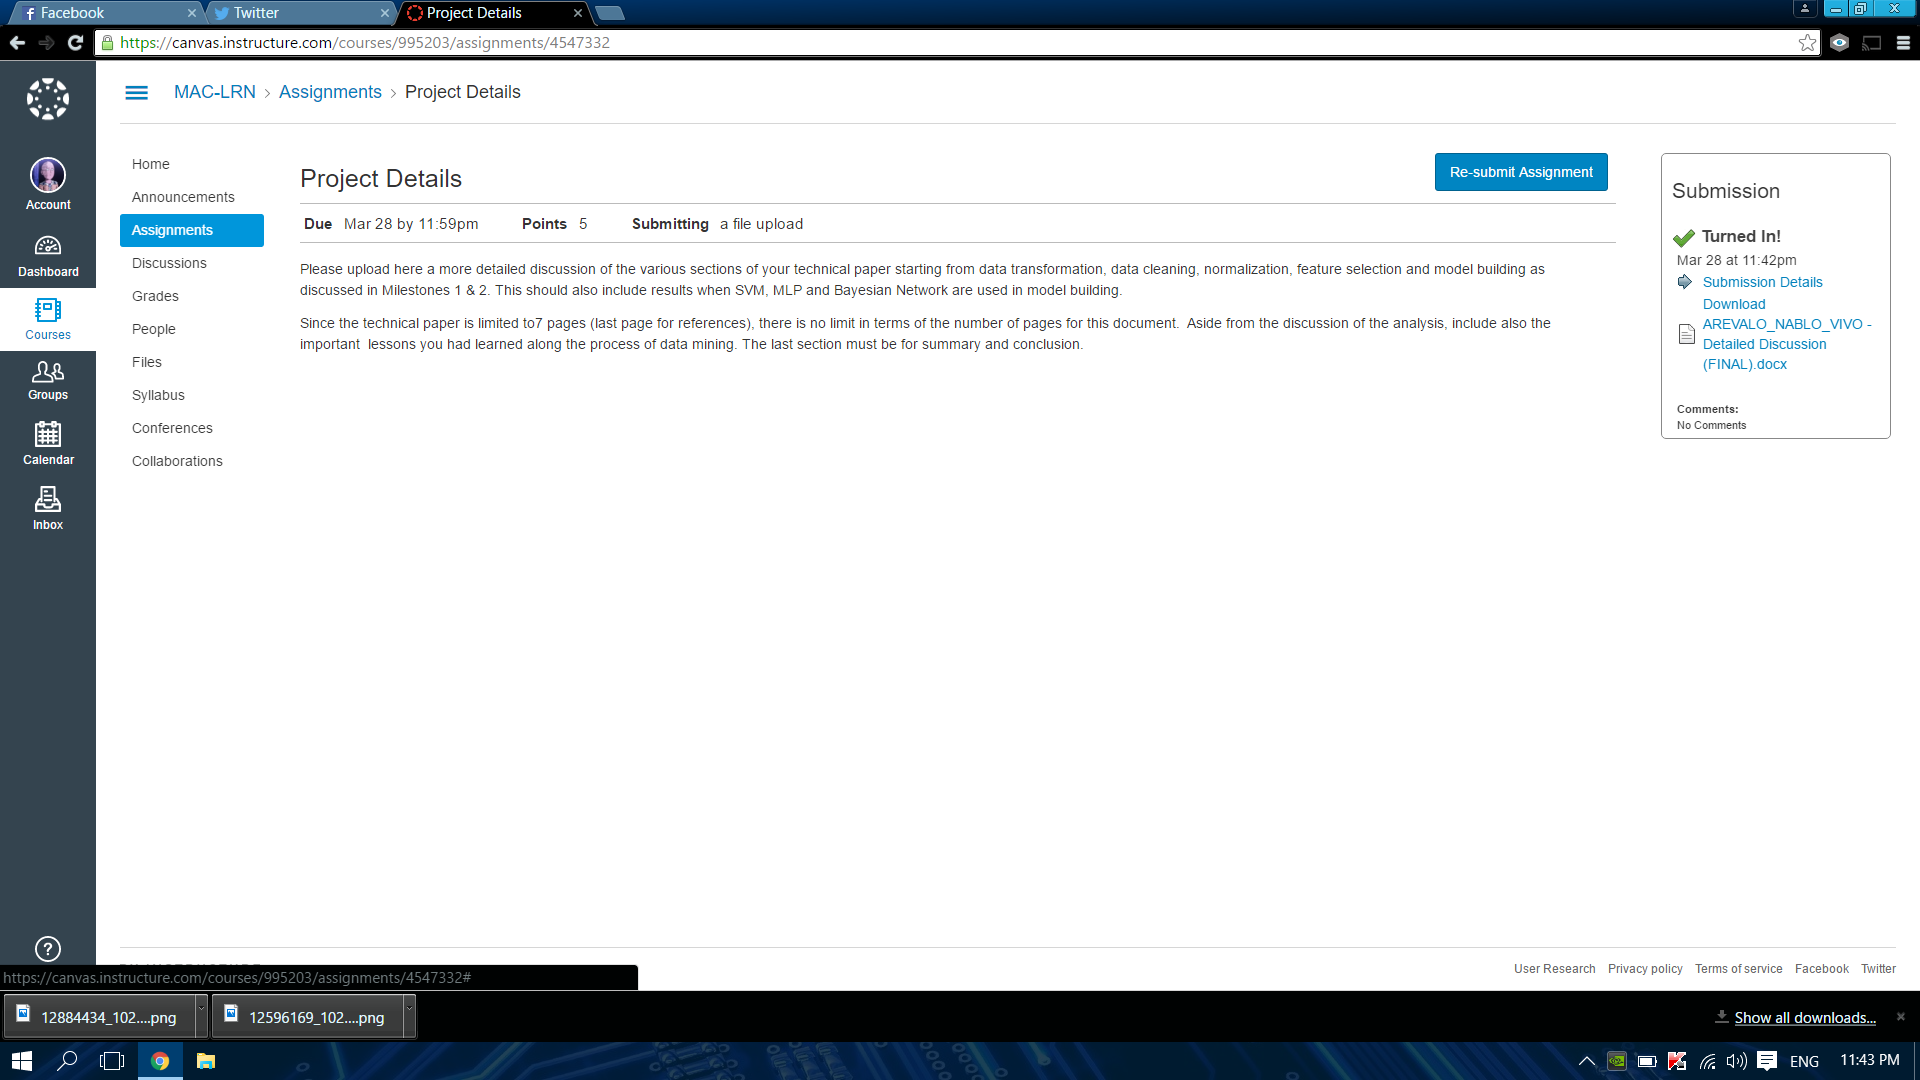 Facebook
Twitter
Project Details
https://canvas.instructure.com/courses/995203/assignments/4547332
MAC-LRN › Assignments › Project Details
Account
Dashboard
Courses
Groups
Calendar
Inbox
Home
Announcements
Assignments
Discussions
Grades
People
Files
Syllabus
Conferences
Collaborations
Project Details
Re-submit Assignment
Due Mar 28 by 11:59pm Points 5 Submitting a file upload
Please upload here a more detailed discussion of the various sections of your technical paper starting from data transformation, data cleaning, normalization, feature selection and model building as
discussed in Milestones 1 & 2. This should also include results when SVM, MLP and Bayesian Network are used in model building.
Since the technical paper is limited to7 pages (last page for references), there is no limit in terms of the number of pages for this document.  Aside from the discussion of the analysis, include also the
important  lessons you had learned along the process of data mining. The last section must be for summary and conclusion.
Submission
Turned In!
Mar 28 at 11:42pm
Submission Details
Download
AREVALO_NABLO_VIVO -
Detailed Discussion
(FINAL).docx
Comments:
No Comments
User Research Privacy policy Terms of service Facebook Twitter
https://canvas.instructure.com/courses/995203/assignments/4547332#
12884434_102....png
12596169_102....png
Show all downloads...
ENG
11:43 PM